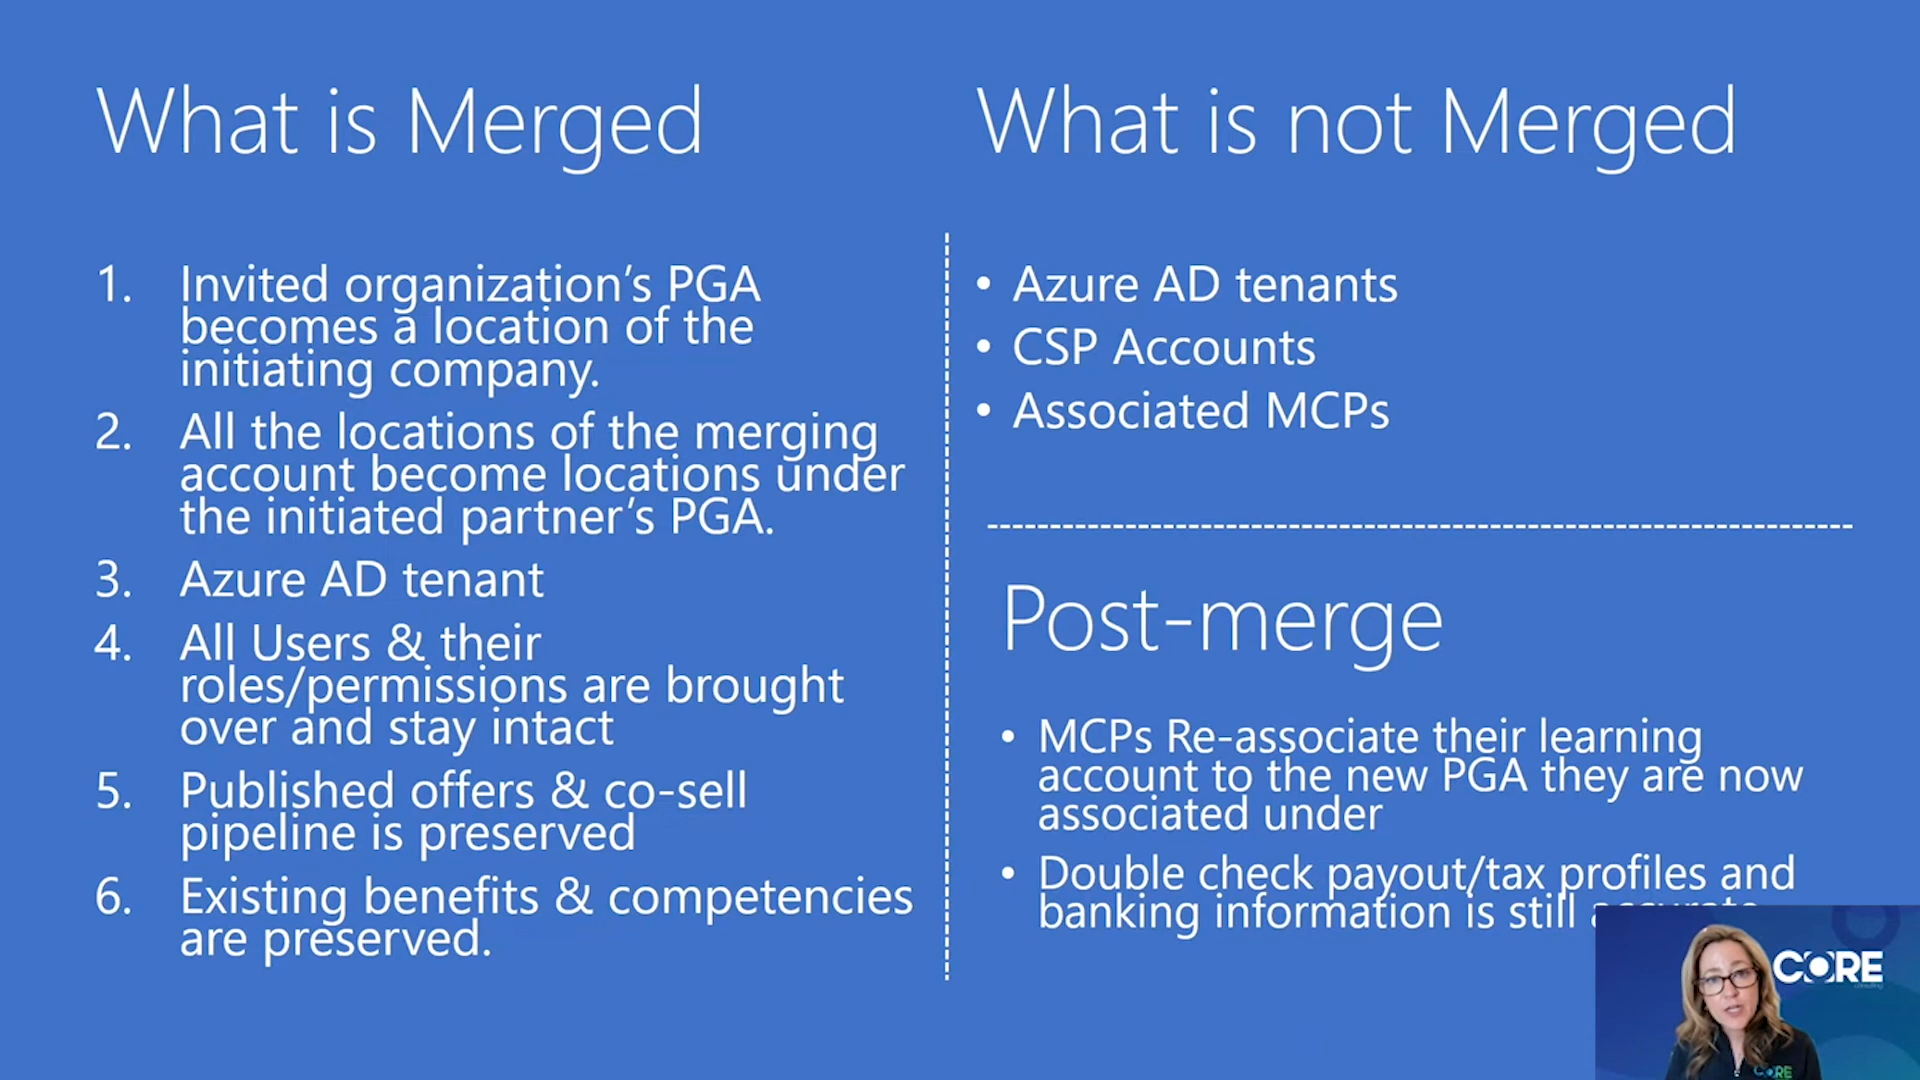 What is Merged
1. Invited organization’s PGA
becomes a location of the
initiating company.
2. All the locations of the merging
account become locations under
the initiated partner’s PGA.
3. Azure AD tenant
4. All Users & their
roles/permissions are brought
over and stay intact
5. Published offers & co-sell
pipeline is preserved
6. Existing benefits & competencies
are preserved.
What is not Merged
• Azure AD tenants
• CSP Accounts
• Associated MCPs
Post-merge
• MCPs Re-associate their learning
account to the new PGA they are now
associated under
• Double check payout/tax profiles and
banking information is still accurate
CORE
CORE